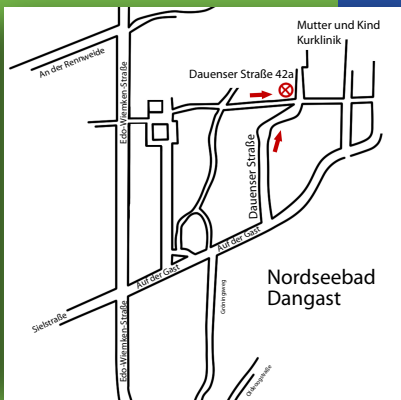 Mutter und Kind
Kurklinik
An der Rennweide
Dauenser Straße 42a
Edo-Wiemken-Straße
Dauenser Straße
Auf der Gast
Auf der Gast
Nordseebad
Dangast
Gröningsweg
Sielstraße
Edo-Wiemken-Straße